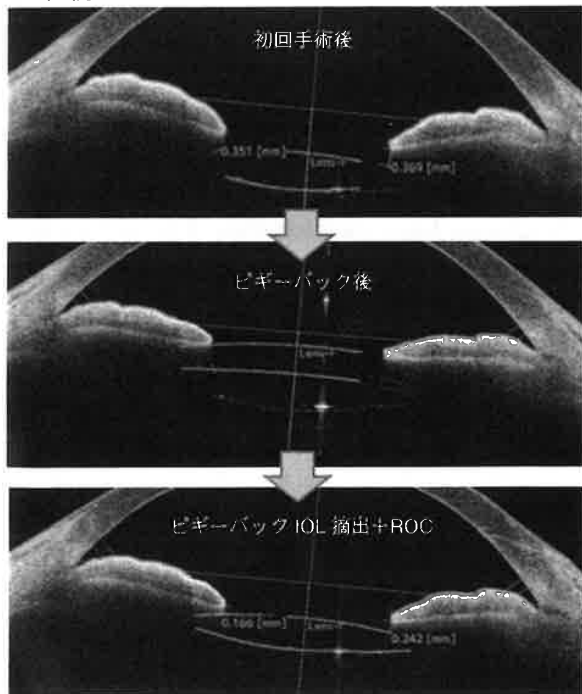 初回手術後
0.351 [mm]
Lens-T
0.369 [mm]
ピギーバック後
Lens-T
ピギーバック IOL 摘出+ROC
0.166 [mm]
Lens-T
0.242 [mm]